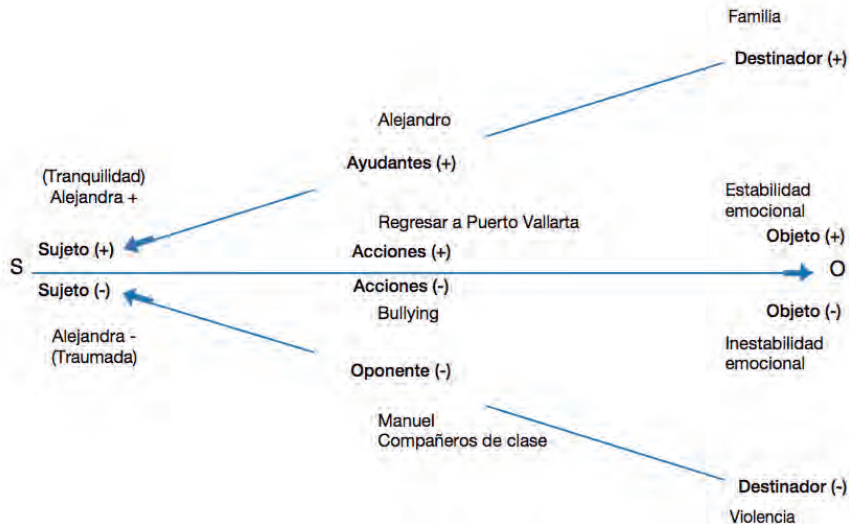 Familia
Destinador (+)
Alejandro
Ayudantes (+)
(Tranquilidad)
Alejandra +
Estabilidad
emocional
Regresar a Puerto Vallarta
Sujeto (+)
Acciones (+)
Objeto (+)
S
O
Sujeto (-)
Acciones (-)
Objeto (-)
Bullying
Alejandra -
(Traumada)
Inestabilidad
emocional
Oponente (-)
Manuel
Compañeros de clase
Destinador (-)
Violencia